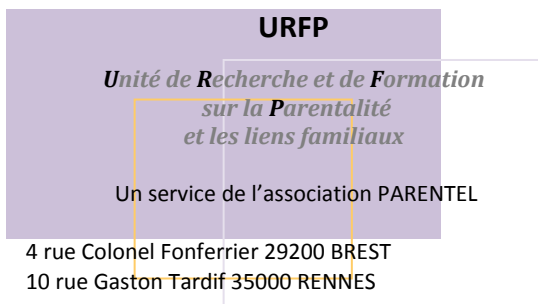 URFP
Unité de Recherche et de Formation
sur la Parentalité
et les liens familiaux
Un service de l’association PARENTEL
4 rue Colonel Fonferrier 29200 BREST
10 rue Gaston Tardif 35000 RENNES